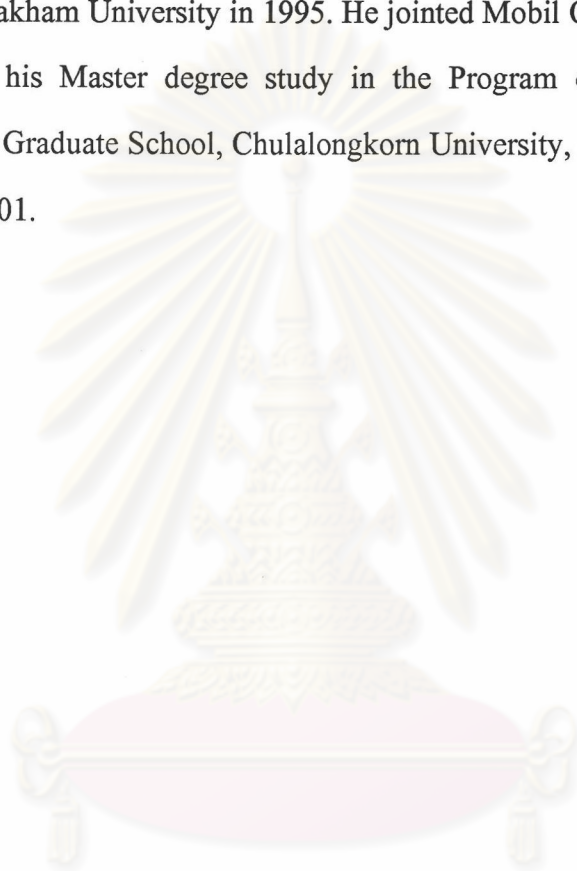 akham University in 1995. He jointed Mobil
his Master degree study in the Program
Graduate School, Chulalongkorn University,
01.